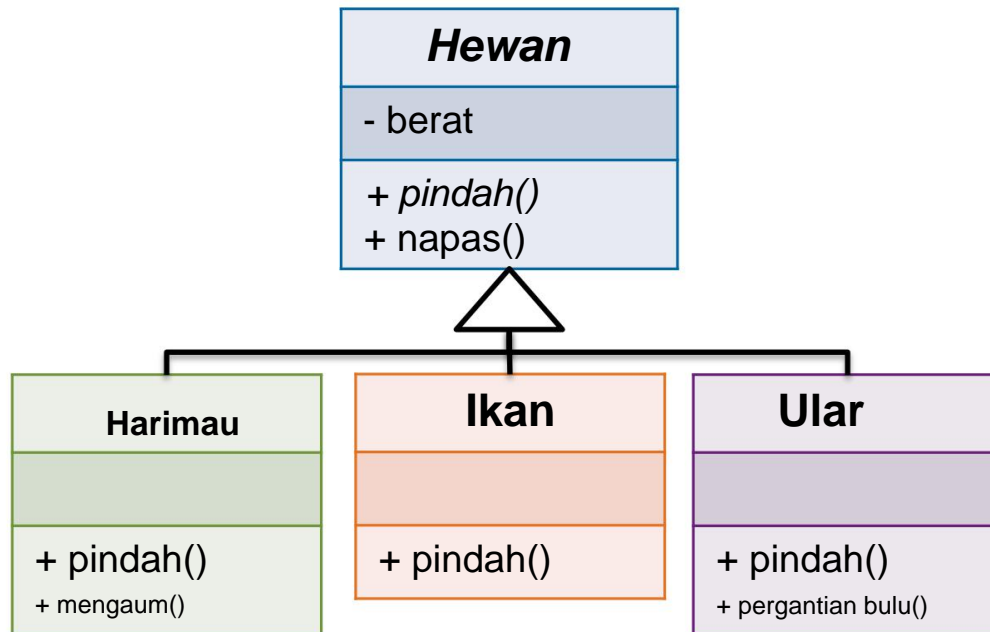 Hewan
- berat
+ pindah()
+ napas()
Harimau
+ pindah()
+ mengaum()
Ikan
+ pindah()
Ular
+ pindah()
+ pergantian bulu()